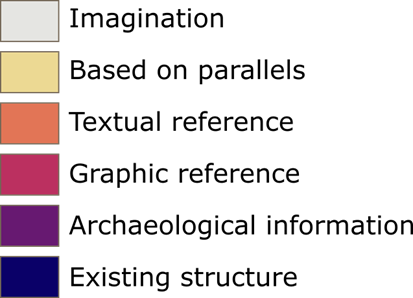 Imagination
Based on parallels
Textual reference
Graphic reference
Archaeological information
Existing structure